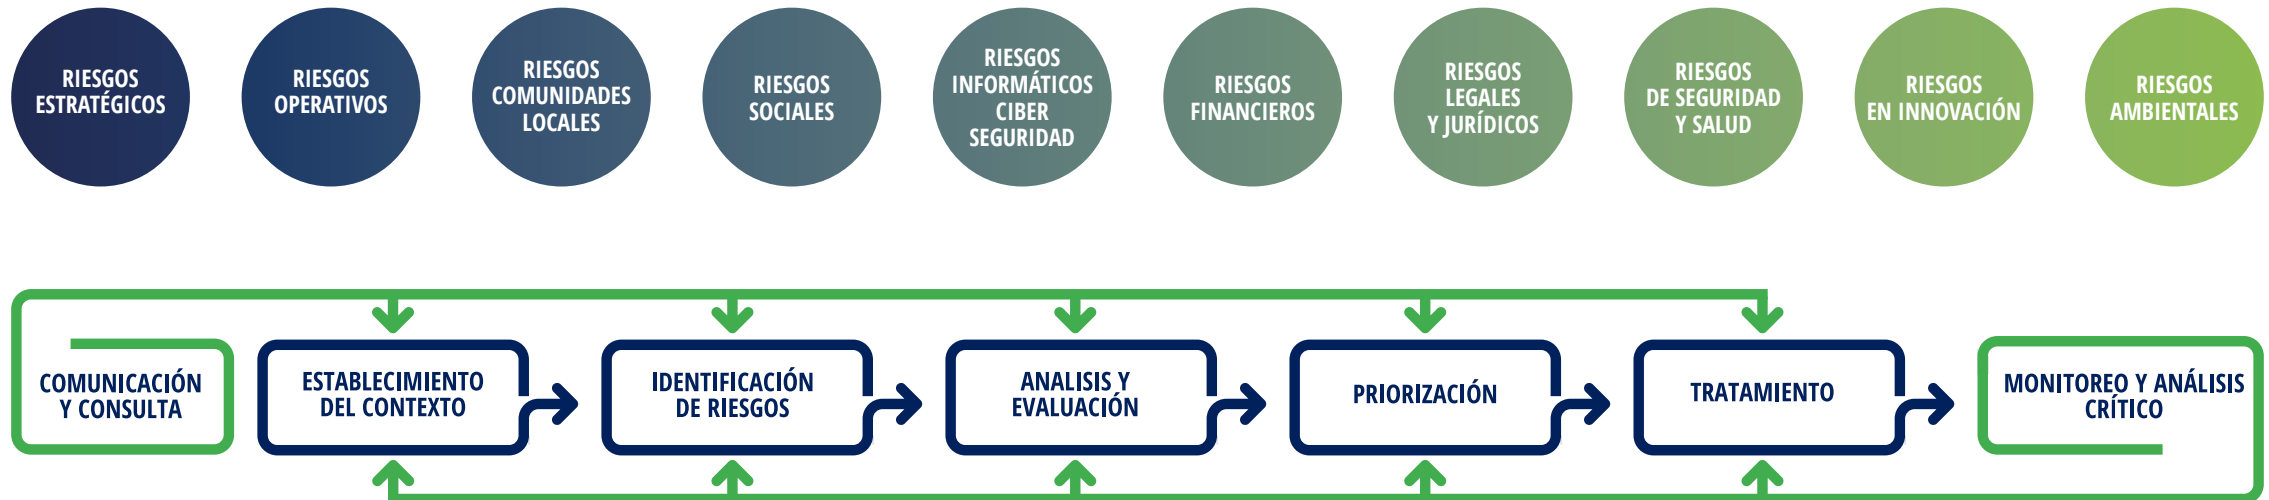 RIESGOS
ESTRATÉGICOS
RIESGOS
OPERATIVOS
RIESGOS
COMUNIDADES
LOCALES
RIESGOS
SOCIALES
RIESGOS
INFORMÁTICOS
CIBER
SEGURIDAD
RIESGOS
FINANCIEROS
RIESGOS
LEGALES
Y JURÍDICOS
RIESGOS
DE SEGURIDAD
Y SALUD
RIESGOS
EN INNOVACIÓN
RIESGOS
AMBIENTALES
COMUNICACIÓN
Y CONSULTA
ESTABLECIMIENTO
DEL CONTEXTO
IDENTIFICACIÓN
DE RIESGOS
ANALISIS Y
EVALUACIÓN
PRIORIZACIÓN
TRATAMIENTO
MONITOREO Y ANÁLISIS
CRÍTICO